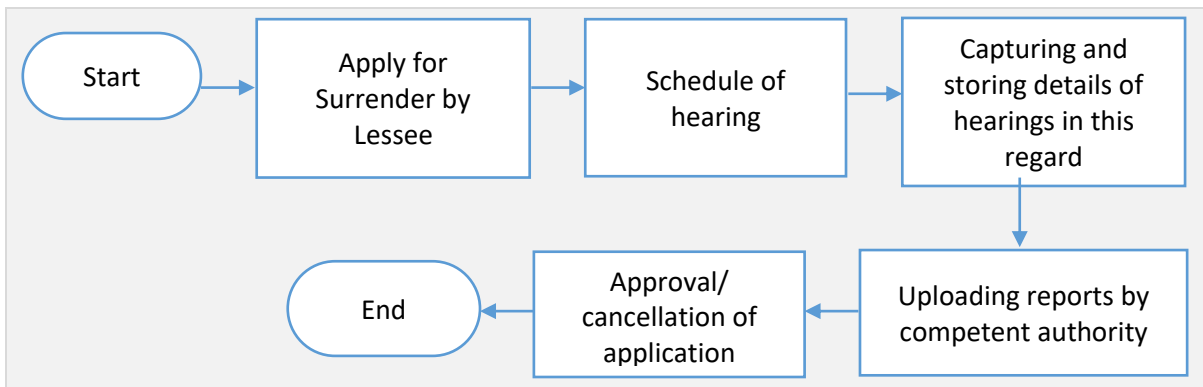 Start
Apply for
Surrender by
Lessee
Schedule of
hearing
Capturing and
storing details of
hearings in this
regard
Uploading reports by
competent authority
Approval/
cancellation of
application
End